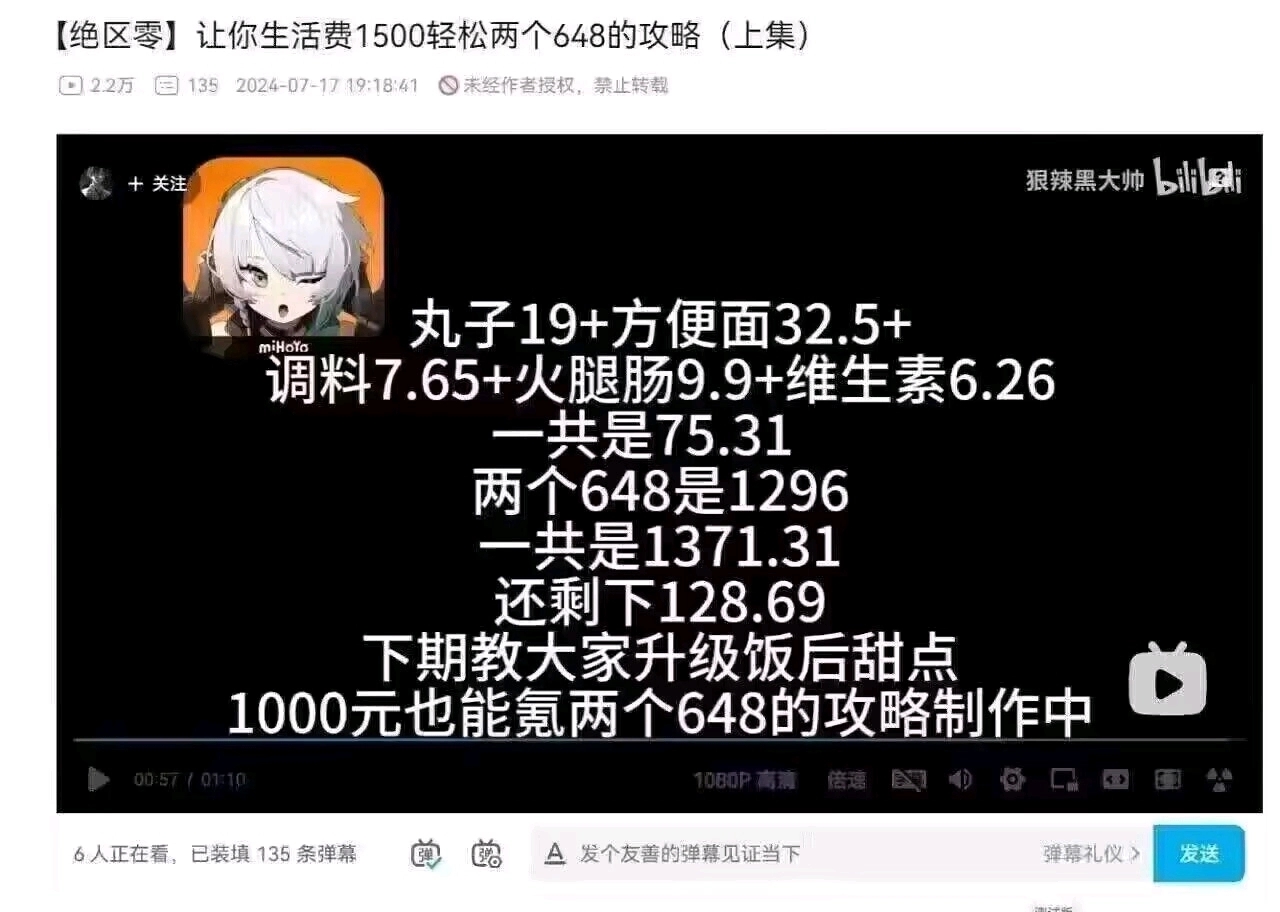 【绝区零】让你生活费1500轻松两个648的攻略（上集）
2.2万 135 2024-07-17 19:18:41 未经作者授权，禁止转载
+ 关注
狠辣黑大帅 bilibili
miHoYo
丸子19+方便面32.5+
调料7.65+火腿肠9.9+维生素6.26
一共是75.31
两个648是1296
一共是1371.31
还剩下128.69
下期教大家升级饭后甜点
1000元也能氪两个648的攻略制作中
00:57 / 01:10 1080P 高清 倍速
6 人正在看，已装填 135 条弹幕 弹 弹 A 发个友善的弹幕见证当下 弹幕礼仪 > 发送